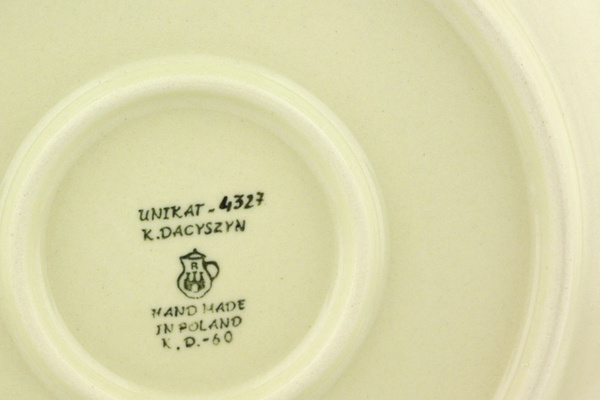 UNIKAT - 4327
K.DACYSZYN
R
HAND MADE
IN POLAND
K.D.-60